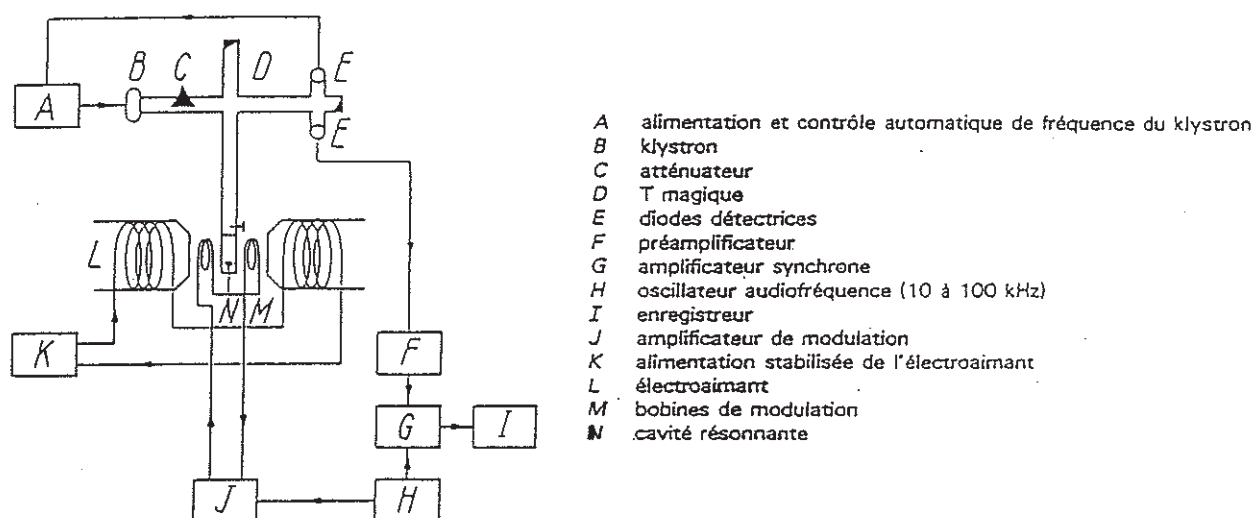 B C D E
A
E
L
N M
K
F
G I
J H
A alimentation et contrôle automatique de fréquence du klystron
B klystron
C atténuateur
D T magique
E diodes détectrices
F préamplificateur
G amplificateur synchrone
H oscillateur audiofréquence (10 à 100 kHz)
I enregistreur
J amplificateur de modulation
K alimentation stabilisée de l'électroaimant
L électroaimant
M bobines de modulation
N cavité résonnante